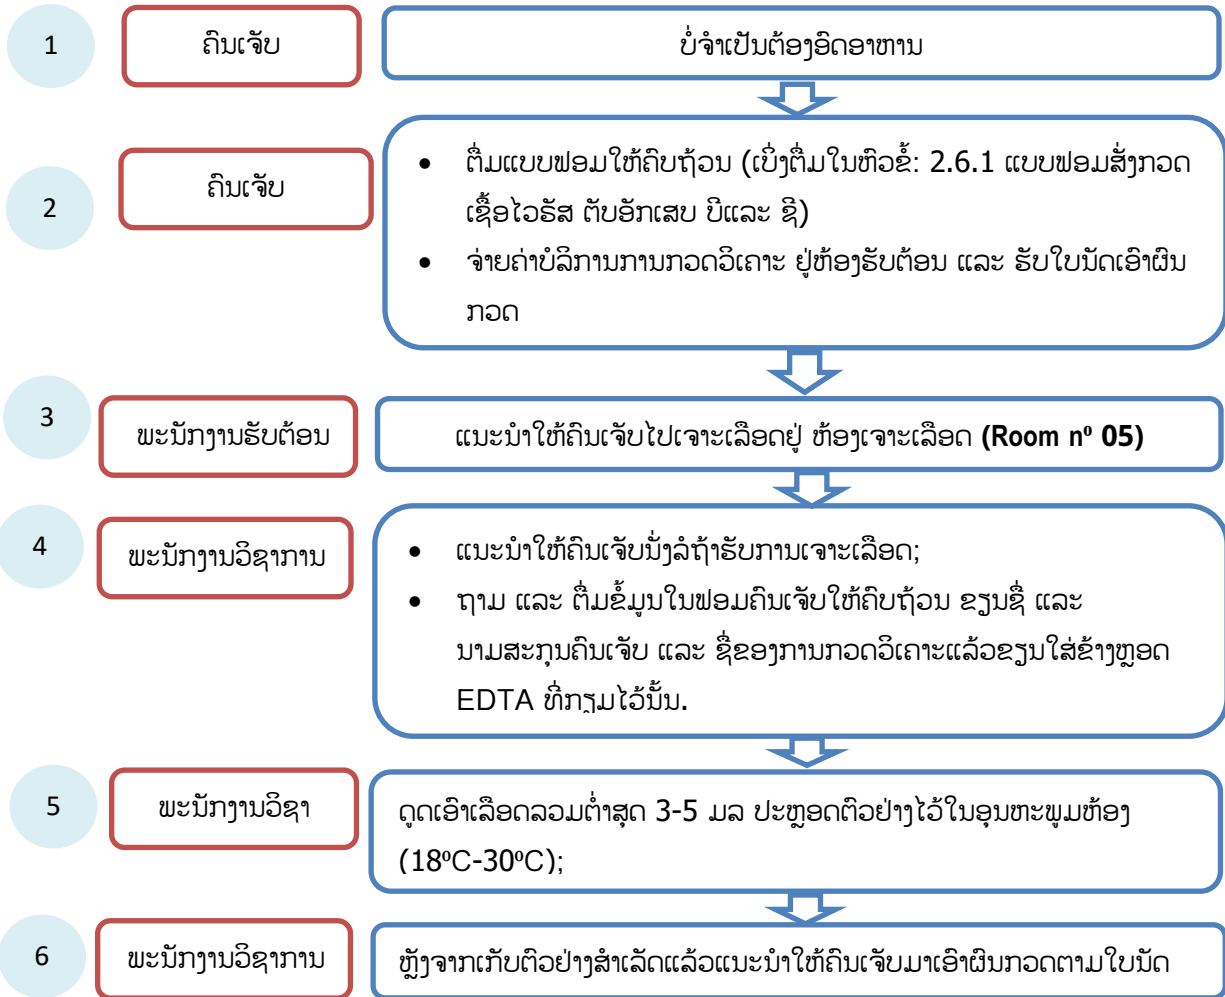 1
ຄົນເຈັບ
ບໍ່ຈຳເປັນຕ້ອງອົດອາຫານ
2
ຄົນເຈັບ
• ຕື່ມແບບຟອມໃຫ້ຄົບຖ້ວນ (ເບິ່ງຕື່ມໃນຫົວຂໍ້: 2.6.1 ແບບຟອມສັ່ງກວດ
ເຊື້ອໄວຣັສ ຕັບອັກເສບ ບີແລະ ຊີ)
• ຈ່າຍຄ່າບໍລິການການກວດວິເຄາະ ຢູ່ຫ້ອງຮັບຕ້ອນ ແລະ ຮັບໃບນັດເອົາຜົນ
ກວດ
3
ພະນັກງານຮັບຕ້ອນ
ແນະນຳໃຫ້ຄົນເຈັບໄປເຈາະເລືອດຢູ່ ຫ້ອງເຈາະເລືອດ (Room nº 05)
4
ພະນັກງານວິຊາການ
• ແນະນຳໃຫ້ຄົນເຈັບນັ່ງລໍຖ້າຮັບການເຈາະເລືອດ;
• ຖາມ ແລະ ຕື່ມຂໍ້ມູນໃນຟອມຄົນເຈັບໃຫ້ຄົບຖ້ວນ ຂຽນຊື່ ແລະ
ນາມສະກຸນຄົນເຈັບ ແລະ ຊື່ຂອງການກວດວິເຄາະແລ້ວຂຽນໃສ່ຂ້າງຫຼອດ
EDTA ທີ່ກຽມໄວ້ນັ້ນ.
5
ພະນັກງານວິຊາ
ດູດເອົາເລືອດລວມຕ່ຳສຸດ 3-5 ມລ ປະຫຼອດຕົວຢ່າງໄວ້ໃນອຸນຫະພູມຫ້ອງ
(18ºC-30ºC);
6
ພະນັກງານວິຊາການ
ຫຼັງຈາກເກັບຕົວຢ່າງສຳເລັດແລ້ວແນະນຳໃຫ້ຄົນເຈັບມາເອົາຜົນກວດຕາມໃບນັດ